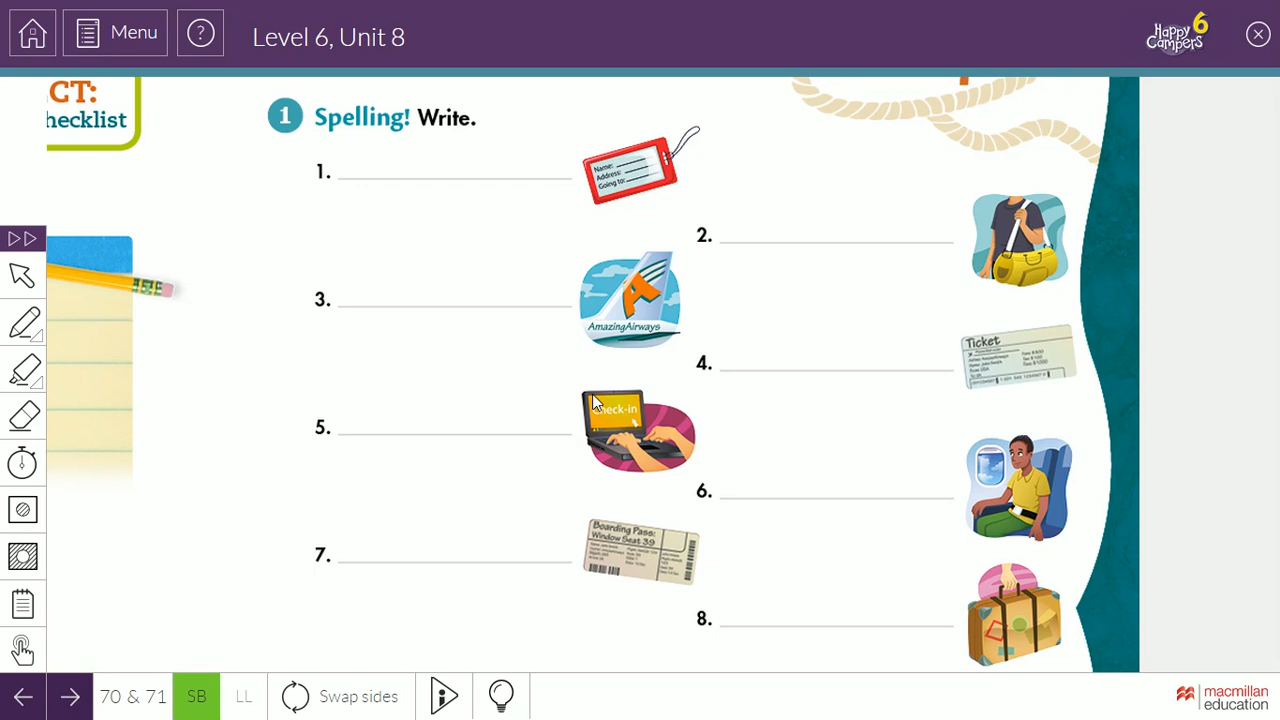 Menu
?
Level 6, Unit 8
Happy Campers 6
CT:
hecklist
1 Spelling! Write.
1.
Name:
Address:
Going to:
2.
3.
A
AmazingAirways
4.
Ticket
5.
heck-in
6.
7.
Boarding Pass:
Window Seat 39
8.
70 & 71
SB
LL
Swap sides
macmillan
education